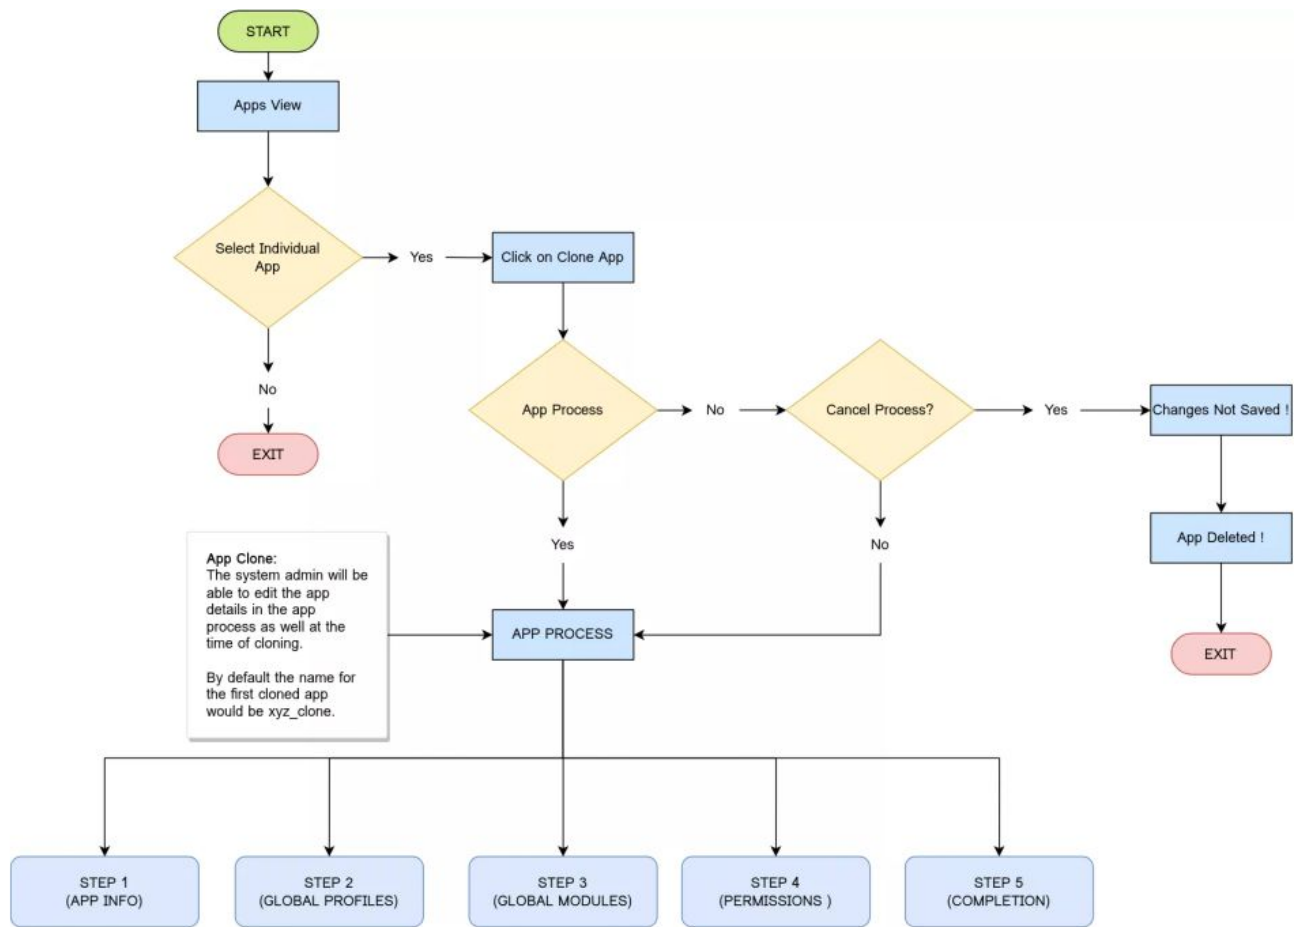 START
Apps View
Select Individual
App
Yes
Click on Clone App
No
EXIT
App Process
No
Cancel Process?
Yes
Changes Not Saved !
App Deleted !
EXIT
Yes
No
App Clone:
The system admin will be
able to edit the app
details in the app
process as well at the
time of cloning.
By default the name for
the first cloned app
would be xyz_clone.
APP PROCESS
STEP 1
(APP INFO)
STEP 2
(GLOBAL PROFILES)
STEP 3
(GLOBAL MODULES)
STEP 4
(PERMISSIONS )
STEP 5
(COMPLETION)